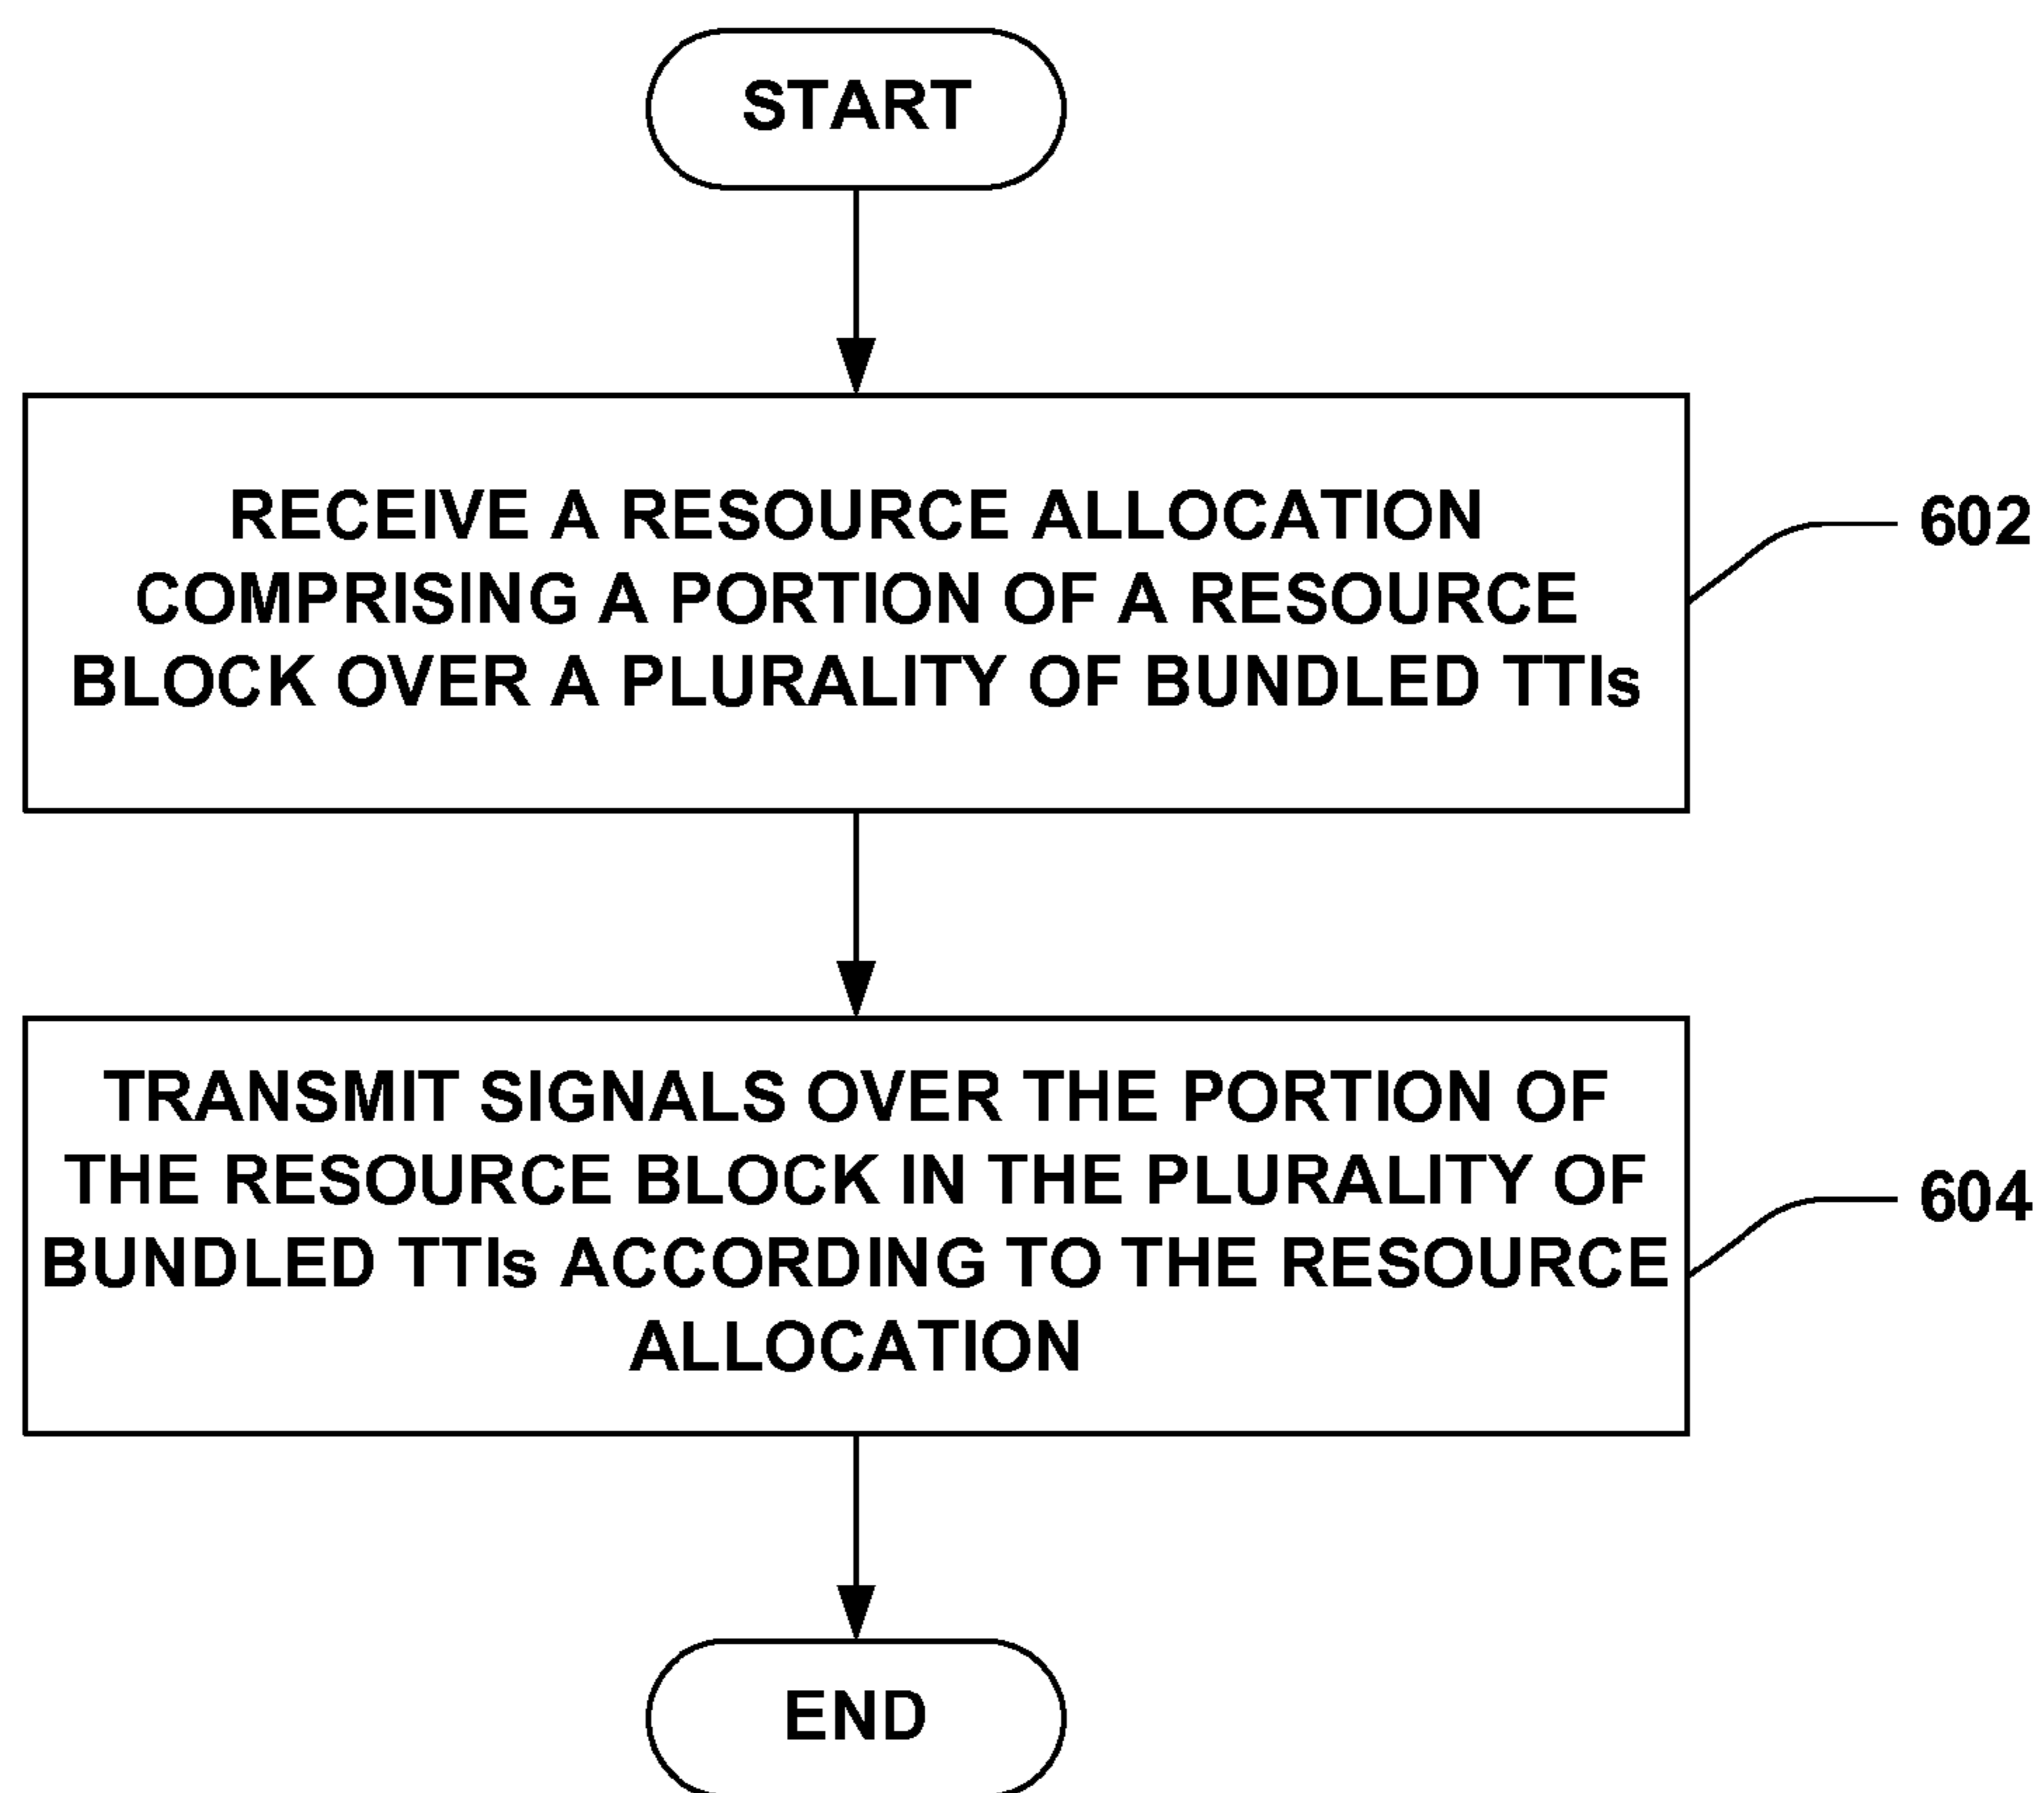 START
RECEIVE A RESOURCE ALLOCATION
COMPRISING A PORTION OF A RESOURCE
BLOCK OVER A PLURALITY OF BUNDLED TTIs
602
TRANSMIT SIGNALS OVER THE PORTION OF
THE RESOURCE BLOCK IN THE PLURALITY OF
BUNDLED TTIs ACCORDING TO THE RESOURCE
ALLOCATION
604
END